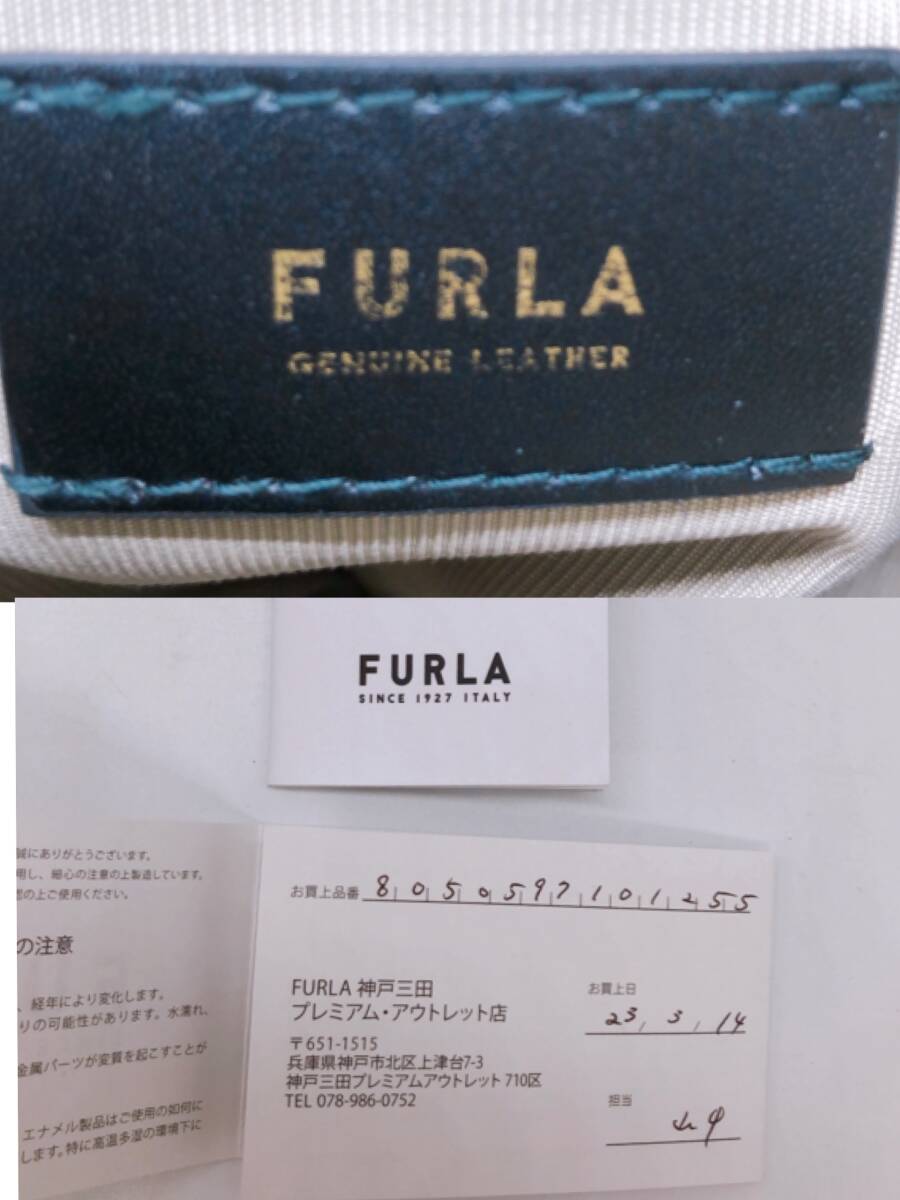 FURLA
GENUINE LEATHER
FURLA
SINCE 1927 ITALY
誠にありがとうございます。
用し、細心の注意の上製造しています。
の上ご使用ください。
の注意
、経年により変化します。
りの可能性があります。水濡れ、
金属パーツが変質を起こすことが
エナメル製品はご使用の如何に
します。特に高温多湿の環境下に
お買上品番 8050597101255
FURLA 神戸三田
プレミアム・アウトレット店
〒651-1515
兵庫県神戸市北区上津台7-3
神戸三田プレミアムアウトレット 710区
TEL 078-986-0752
お買上日
23, 3, 14
担当